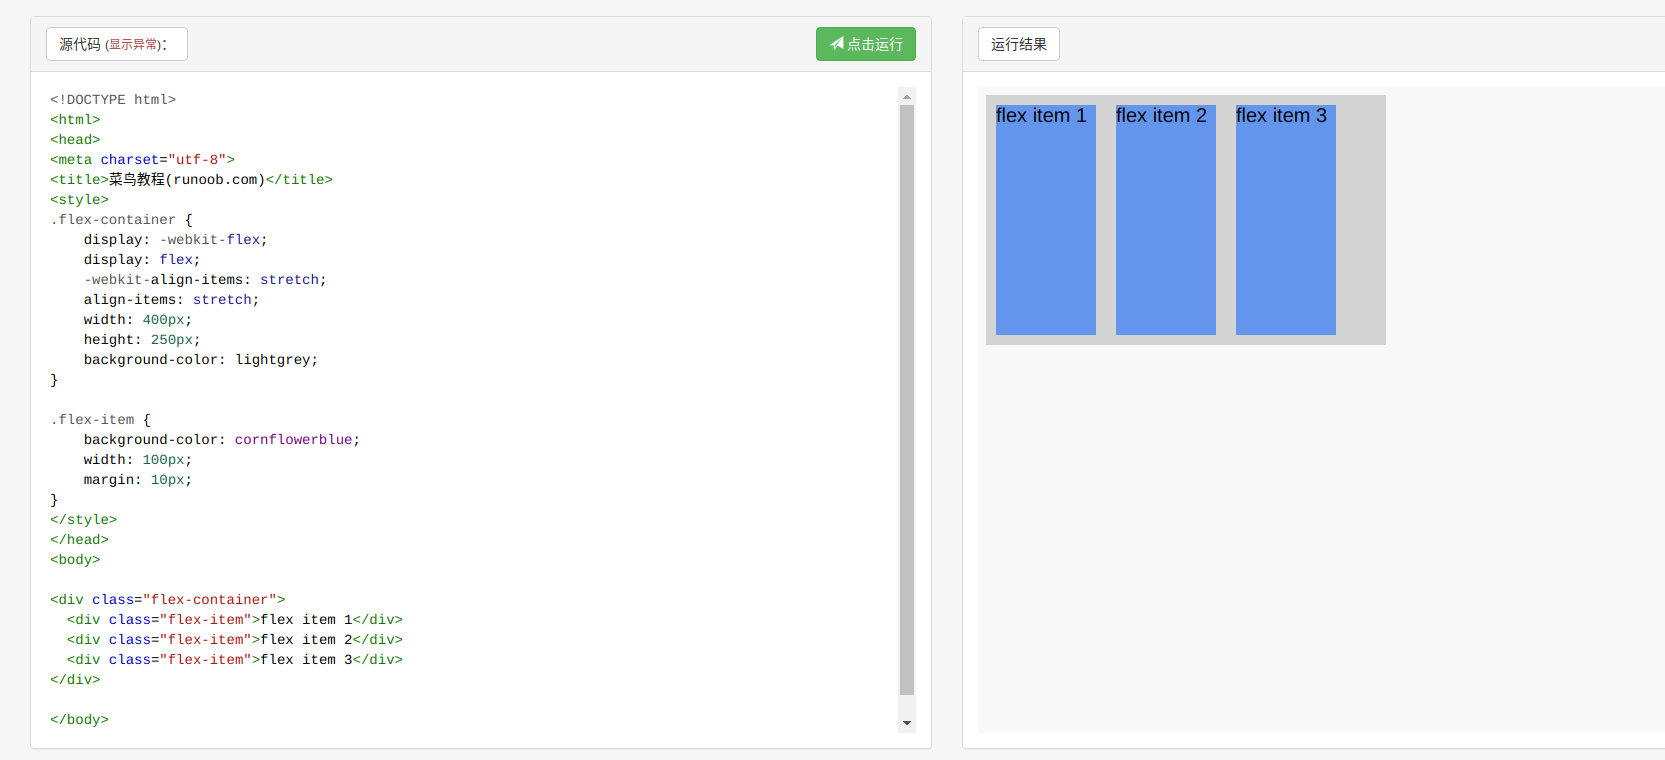 源代码 (显示异常)：
点击运行
<!DOCTYPE html>
<html>
<head>
<meta charset="utf-8">
<title>菜鸟教程(runoob.com)</title>
<style>
.flex-container {
    display: -webkit-flex;
    display: flex;
    -webkit-align-items: stretch;
    align-items: stretch;
    width: 400px;
    height: 250px;
    background-color: lightgrey;
}

.flex-item {
    background-color: cornflowerblue;
    width: 100px;
    margin: 10px;
}
</style>
</head>
<body>

<div class="flex-container">
  <div class="flex-item">flex item 1</div>
  <div class="flex-item">flex item 2</div>
  <div class="flex-item">flex item 3</div>
</div>

</body>
运行结果
flex item 1
flex item 2
flex item 3